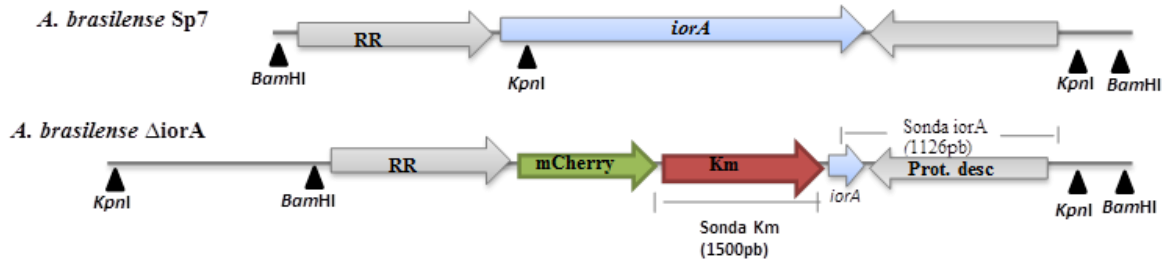 A. brasilense Sp7
RR
iorA
BamHI
KpnI
KpnI
BamHI
A. brasilense ΔiorA
Sonda iorA
(1126pb)
RR
mCherry
Km
iorA
Prot. desc
KpnI
BamHI
KpnI
BamHI
Sonda Km
(1500pb)